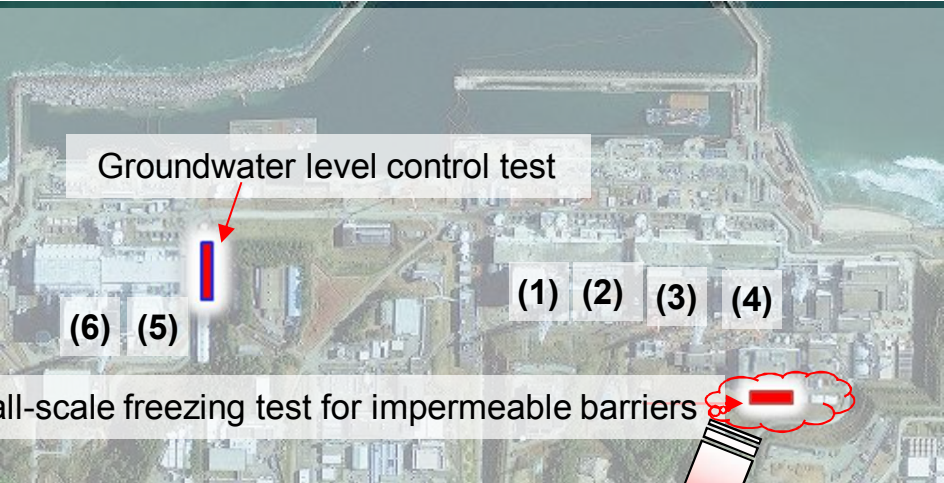 Groundwater level control test
(1) (2) (3) (4)
(6) (5)
all-scale freezing test for impermeable barriers